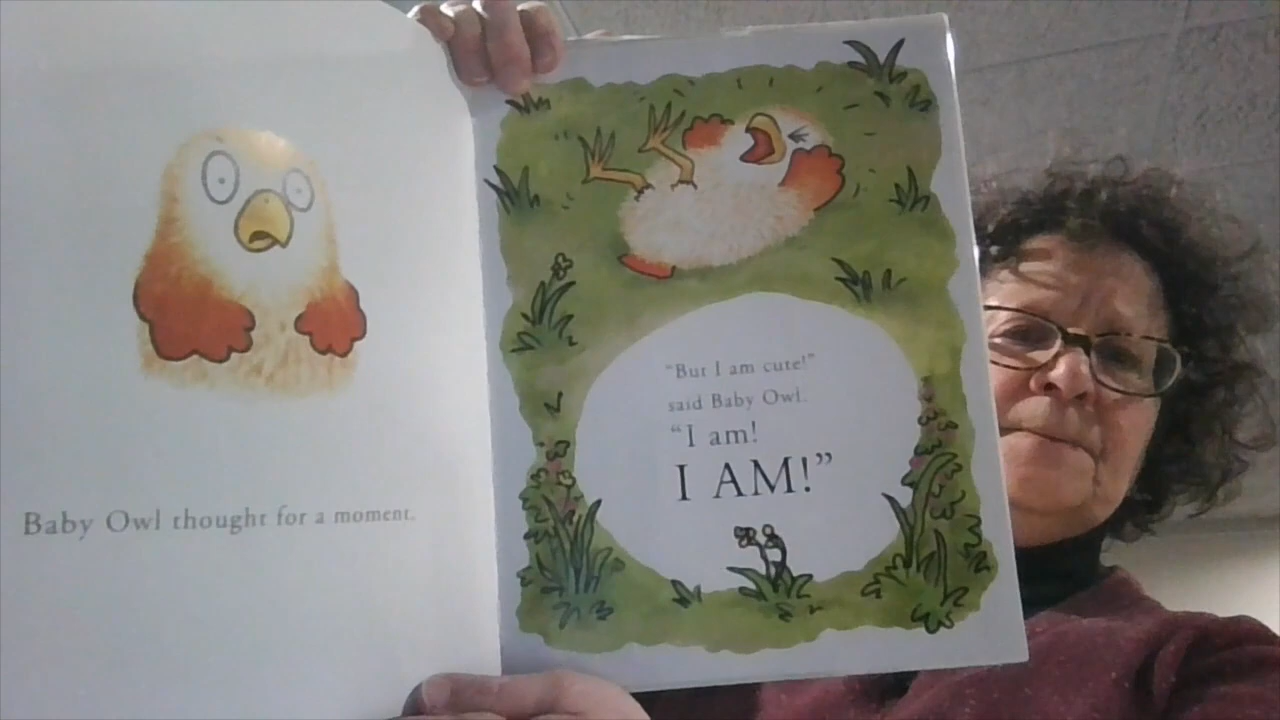 Baby Owl thought for a moment.
“But I am cute!”
said Baby Owl.
“I am!
I AM!”